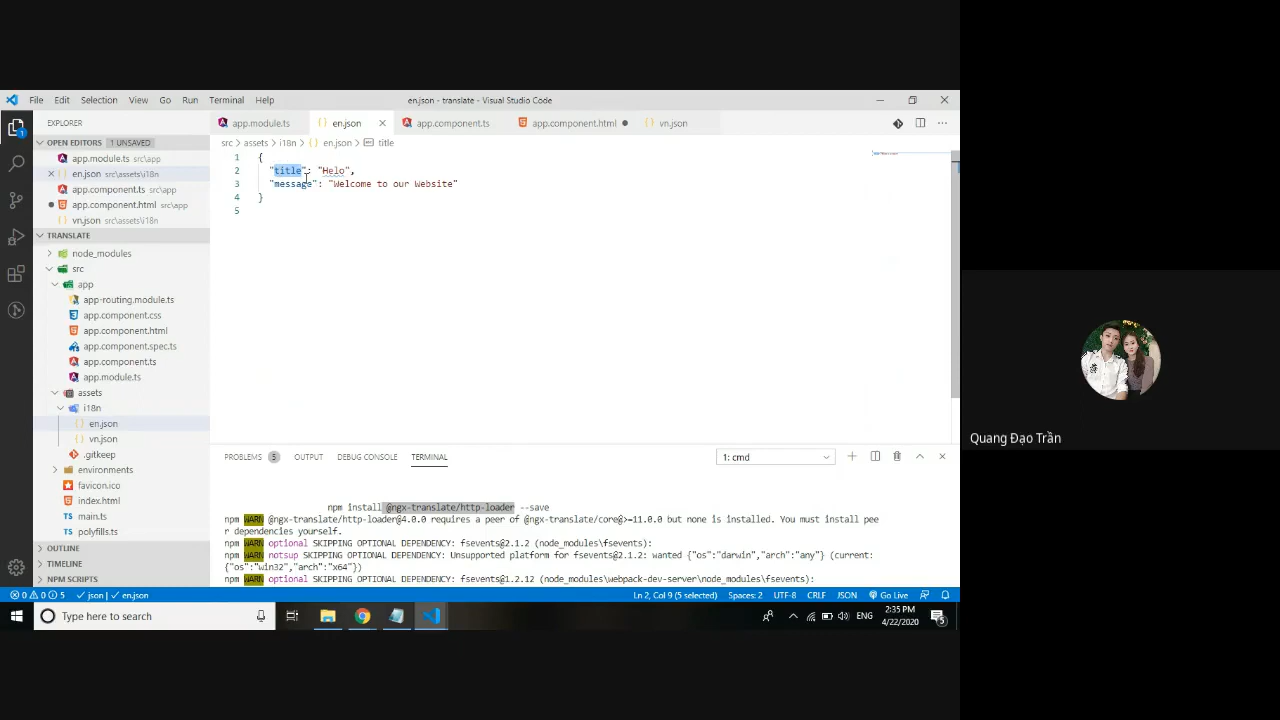 File Edit Selection View Go Run Terminal Help
en.json - translate - Visual Studio Code
EXPLORER
app.module.ts
en.json
app.component.ts
app.component.html
vn.json
OPEN EDITORS 1 UNSAVED
src > assets > i18n > {} en.json > title
app.module.ts src\app
en.json src\assets\i18n
app.component.ts src\app
app.component.html src\app
vn.json src\assets\i18n
TRANSLATE
node_modules
src
app
app-routing.module.ts
app.component.css
app.component.html
app.component.spec.ts
app.component.ts
app.module.ts
assets
i18n
en.json
vn.json
.gitkeep
environments
favicon.ico
index.html
main.ts
polyfills.ts
OUTLINE
TIMELINE
NPM SCRIPTS
1 {
2 "title": "Helo",
3 "message": "Welcome to our Website"
4 }
5
PROBLEMS 5 OUTPUT DEBUG CONSOLE TERMINAL
1: cmd
npm install @ngx-translate/http-loader --save
npm WARN @ngx-translate/http-loader@4.0.0 requires a peer of @ngx-translate/core@>=11.0.0 but none is installed. You must install pee
r dependencies yourself.
npm WARN optional SKIPPING OPTIONAL DEPENDENCY: fsevents@2.1.2 (node_modules\fsevents):
npm WARN notsup SKIPPING OPTIONAL DEPENDENCY: Unsupported platform for fsevents@2.1.2: wanted {"os":"darwin","arch":"any"} (current:
{"os":"win32","arch":"x64"})
npm WARN optional SKIPPING OPTIONAL DEPENDENCY: fsevents@1.2.12 (node_modules\webpack-dev-server\node_modules\fsevents):
0 0 5 json | en.json
Ln 2, Col 9 (5 selected) Spaces: 2 UTF-8 CRLF JSON Go Live
Type here to search
ENG
2:35 PM
4/22/2020
5
1
Quang Đạo Trần